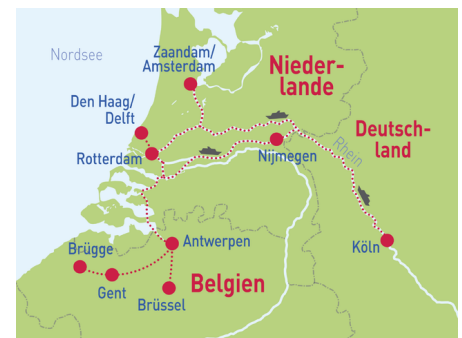 Nordsee
Zaandam/
Amsterdam
Nieder-
lande
Den Haag/
Delft
Deutsch-
land
Rotterdam
Nijmegen
Rhein
Köln
Antwerpen
Brügge
Gent
Brüssel
Belgien